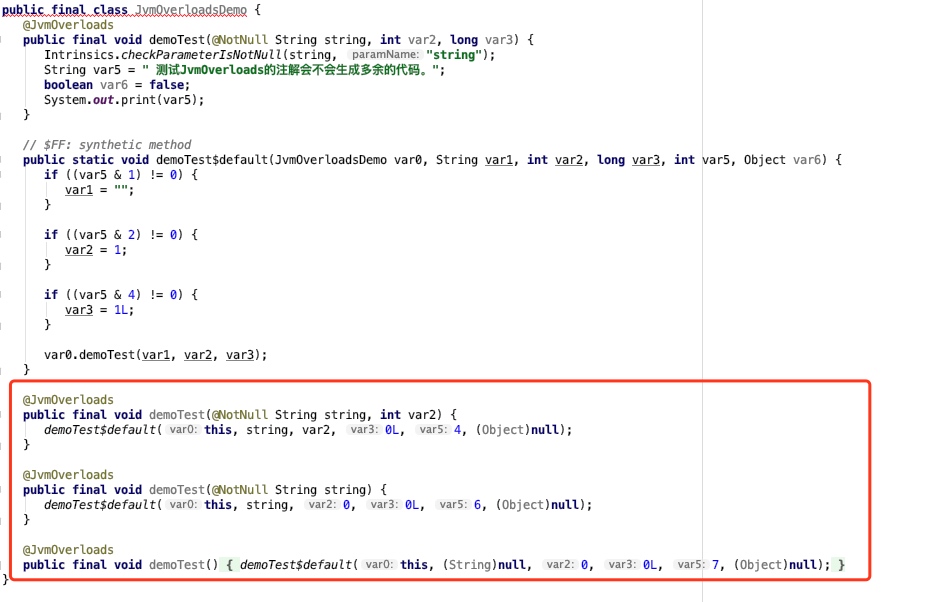 public final class JvmOverloadsDemo {
@JvmOverloads
public final void demoTest(@NotNull String string, int var2, long var3) {
Intrinsics.checkParameterIsNotNull(string, paramName: "string");
String var5 = " 测试JvmOverloads的注解会不会生成多余的代码。";
boolean var6 = false;
System.out.print(var5);
}
// $FF: synthetic method
public static void demoTest$default(JvmOverloadsDemo var0, String var1, int var2, long var3, int var5, Object var6) {
if ((var5 & 1) != 0) {
var1 = "";
}
if ((var5 & 2) != 0) {
var2 = 1;
}
if ((var5 & 4) != 0) {
var3 = 1L;
}
var0.demoTest(var1, var2, var3);
}
@JvmOverloads
public final void demoTest(@NotNull String string, int var2) {
demoTest$default( var0: this, string, var2, var3: 0L, var5: 4, (Object)null);
}
@JvmOverloads
public final void demoTest(@NotNull String string) {
demoTest$default( var0: this, string, var2: 0, var3: 0L, var5: 6, (Object)null);
}
@JvmOverloads
public final void demoTest() { demoTest$default( var0: this, (String)null, var2: 0, var3: 0L, var5: 7, (Object)null); }
}